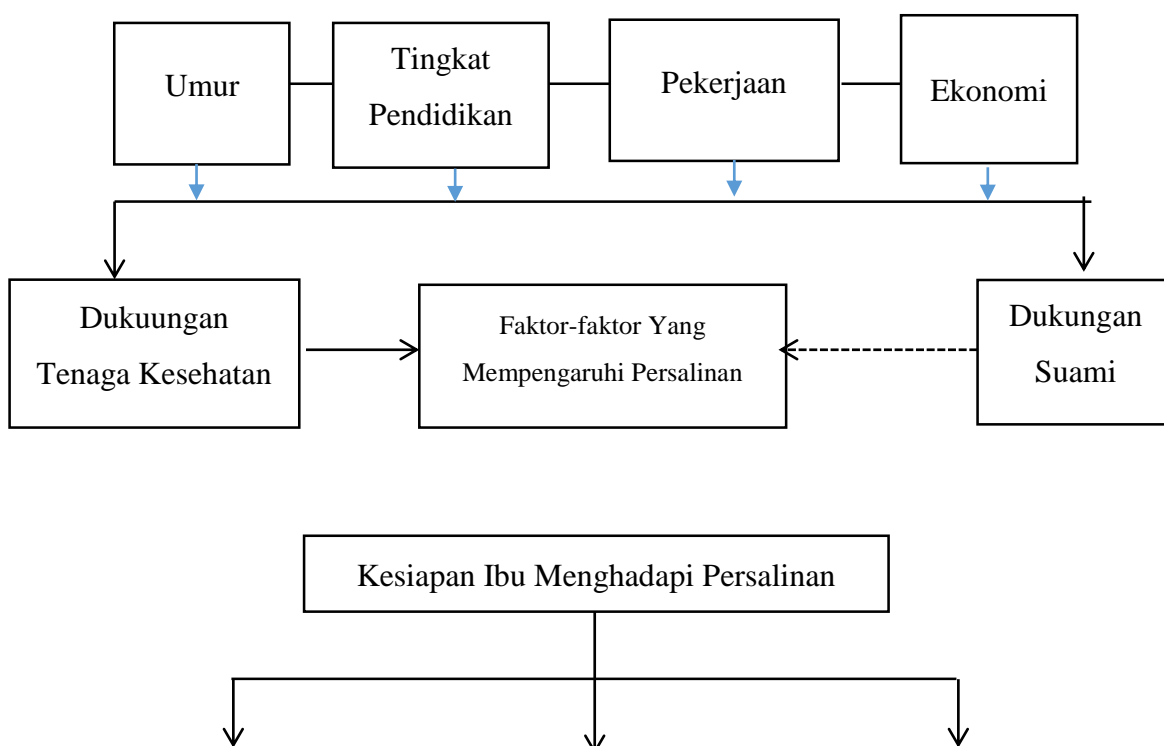 Umur
Tingkat
Pendidikan
Pekerjaan
Ekonomi
Dukuungan
Tenaga Kesehatan
Faktor-faktor Yang
Mempengaruhi Persalinan
Dukungan
Suami
Kesiapan Ibu Menghadapi Persalinan